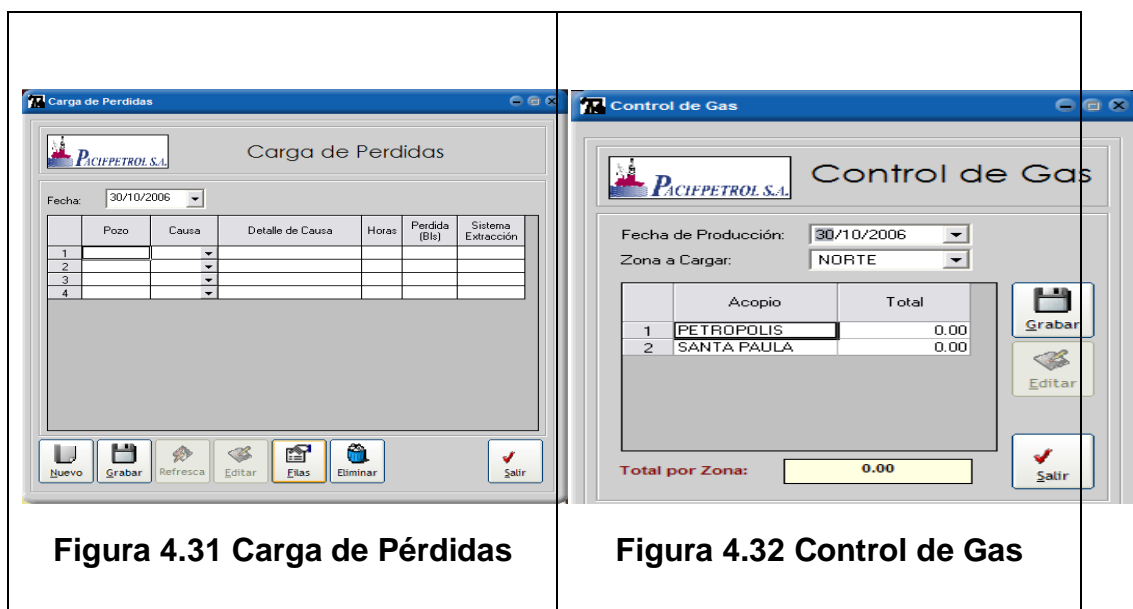 Carga de Perdidas
PACIFPETROL S.A.
Carga de Perdidas
Fecha: 30/10/2006
Pozo Causa Detalle de Causa Horas Perdida (Bls) Sistema Extracción
1
2
3
4
Nuevo Grabar Refresca Editar Filas Eliminar Salir
Figura 4.31 Carga de Pérdidas
Control de Gas
PACIFPETROL S.A.
Control de Gas
Fecha de Producción: 30/10/2006
Zona a Cargar: NORTE
Acopio Total
1 PETROPOLIS 0.00
2 SANTA PAULA 0.00
Grabar
Editar
Total por Zona: 0.00
Salir
Figura 4.32 Control de Gas